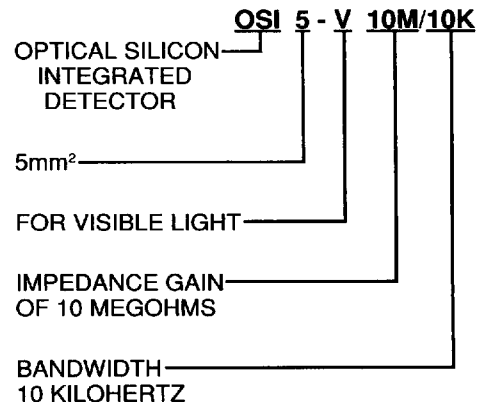 OSI 5 - V 10M/10K
OPTICAL SILICON
INTEGRATED
DETECTOR
5mm²
FOR VISIBLE LIGHT
IMPEDANCE GAIN
OF 10 MEGOHMS
BANDWIDTH
10 KILOHERTZ